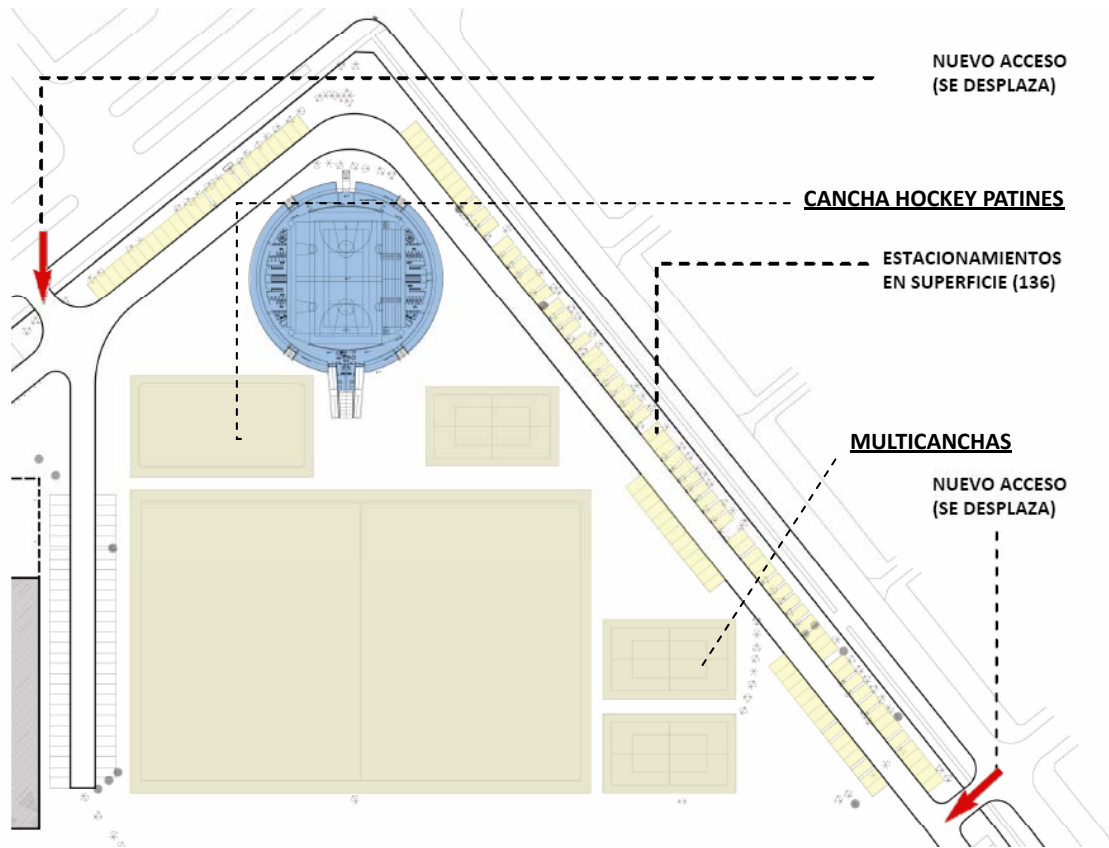 NUEVO ACCESO
(SE DESPLAZA)
CANCHA HOCKEY PATINES
ESTACIONAMIENTOS
EN SUPERFICIE (136)
MULTICANCHAS
NUEVO ACCESO
(SE DESPLAZA)